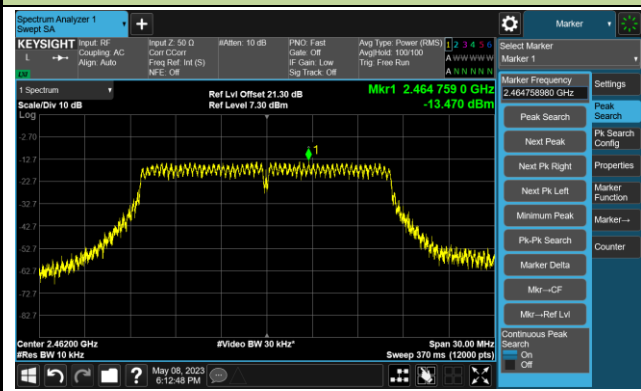 Spectrum Analyzer 1
Swept SA
Marker
KEYSIGHT Input: RF Input Z: 50 Ω #Atten: 10 dB PNO: Fast Avg Type: Power (RMS) 1 2 3 4 5 6
L Coupling: AC Corr CCorr Gate: Off Avg|Hold: 100/100 A W W W W W
Align: Auto Freq Ref: Int (S) IF Gain: Low Trig: Free Run
NFE: Off Sig Track: Off A N N N N N
Select Marker
Marker 1
1 Spectrum
Scale/Div 10 dB
Log
Ref Lvl Offset 21.30 dB
Ref Level 7.30 dBm
Mkr1 2.464 759 0 GHz
-13.470 dBm
1
-2.70
-12.7
-22.7
-32.7
-42.7
-52.7
-62.7
-72.7
-82.7
Center 2.46200 GHz #Video BW 30 kHz* Span 30.00 MHz
#Res BW 10 kHz Sweep 370 ms (12000 pts)
Marker Frequency
2.464758980 GHz
Peak Search
Next Peak
Next Pk Right
Next Pk Left
Minimum Peak
Pk-Pk Search
Marker Delta
Mkr→CF
Mkr→Ref Lvl
Continuous Peak
Search
On
Off
Settings
Peak
Search
Pk Search
Config
Properties
Marker
Function
Marker→
Counter
May 08, 2023
6:12:48 PM